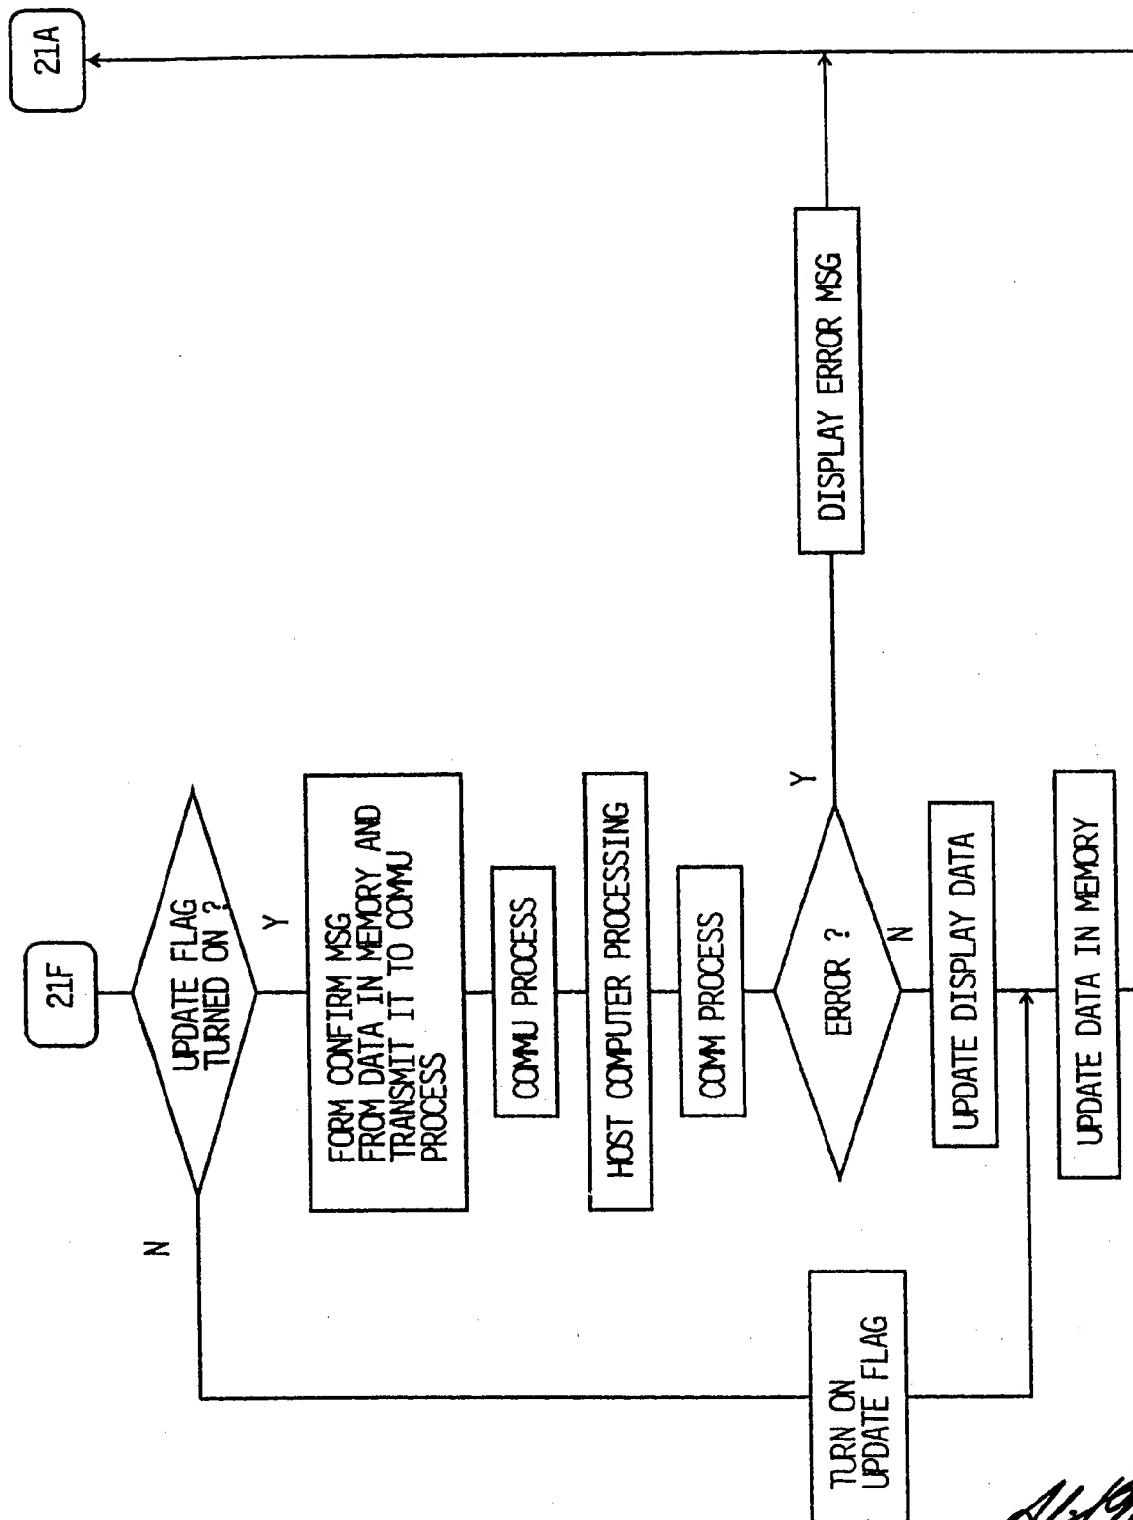 21F
21A
UPDATE FLAG
TURNED ON ?
N
Y
FORM CONFIRM MSG
FROM DATA IN MEMORY AND
TRANSMIT IT TO COMMU
PROCESS
COMMU PROCESS
HOST COMPUTER PROCESSING
COMM PROCESS
ERROR ?
Y
N
DISPLAY ERROR MSG
TURN ON
UPDATE FLAG
UPDATE DISPLAY DATA
UPDATE DATA IN MEMORY